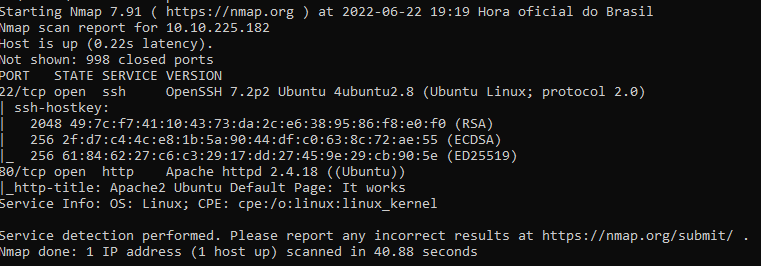 Starting Nmap 7.91 ( https://nmap.org ) at 2022-06-22 19:19 Hora oficial do Brasil
Nmap scan report for 10.10.225.182
Host is up (0.22s latency).
Not shown: 998 closed ports
PORT   STATE SERVICE VERSION
22/tcp open  ssh     OpenSSH 7.2p2 Ubuntu 4ubuntu2.8 (Ubuntu Linux; protocol 2.0)
| ssh-hostkey:
|   2048 49:7c:f7:41:10:43:73:da:2c:e6:38:95:86:f8:e0:f0 (RSA)
|   256 2f:d7:c4:4c:e8:1b:5a:90:44:df:c0:63:8c:72:ae:55 (ECDSA)
|_  256 61:84:62:27:c6:c3:29:17:dd:27:45:9e:29:cb:90:5e (ED25519)
80/tcp open  http    Apache httpd 2.4.18 ((Ubuntu))
|_http-title: Apache2 Ubuntu Default Page: It works
Service Info: OS: Linux; CPE: cpe:/o:linux:linux_kernel
Service detection performed. Please report any incorrect results at https://nmap.org/submit/ .
Nmap done: 1 IP address (1 host up) scanned in 40.88 seconds